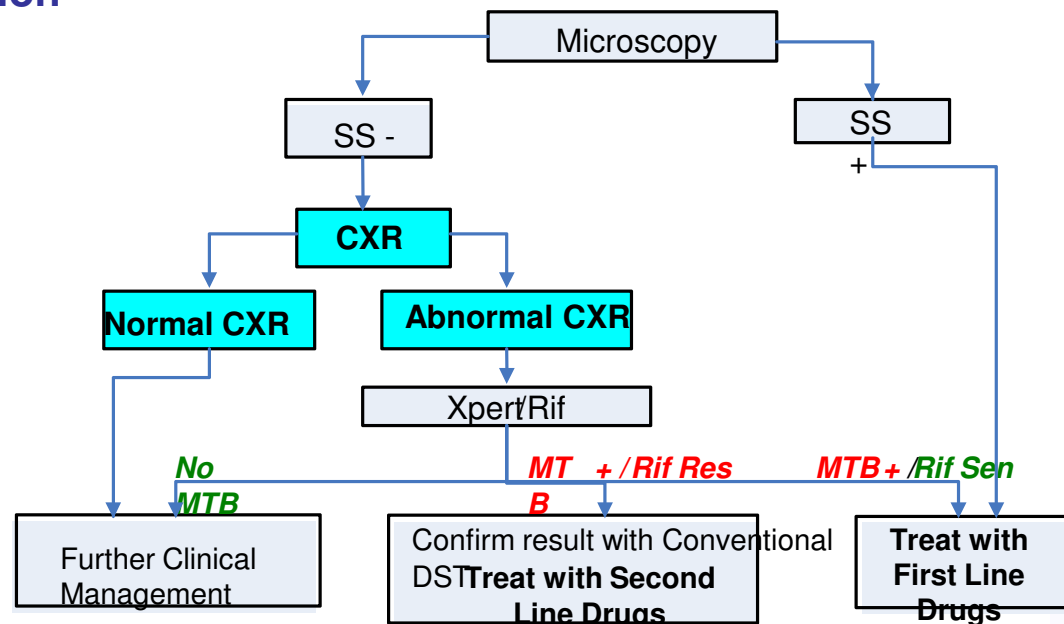 Microscopy
SS -
SS
+
CXR
Normal CXR
Abnormal CXR
Xpert/Rif
No
MTB
MT + / Rif Res
B
MTB + /Rif Sen
Further Clinical
Management
Confirm result with Conventional
DST Treat with Second
Line Drugs
Treat with
First Line
Drugs